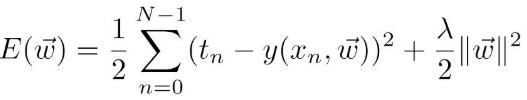 E(\vec{w}) = \frac{1}{2} \sum_{n=0}^{N-1} (t_n - y(x_n, \vec{w}))^2 + \frac{\lambda}{2} \|\vec{w}\|^2